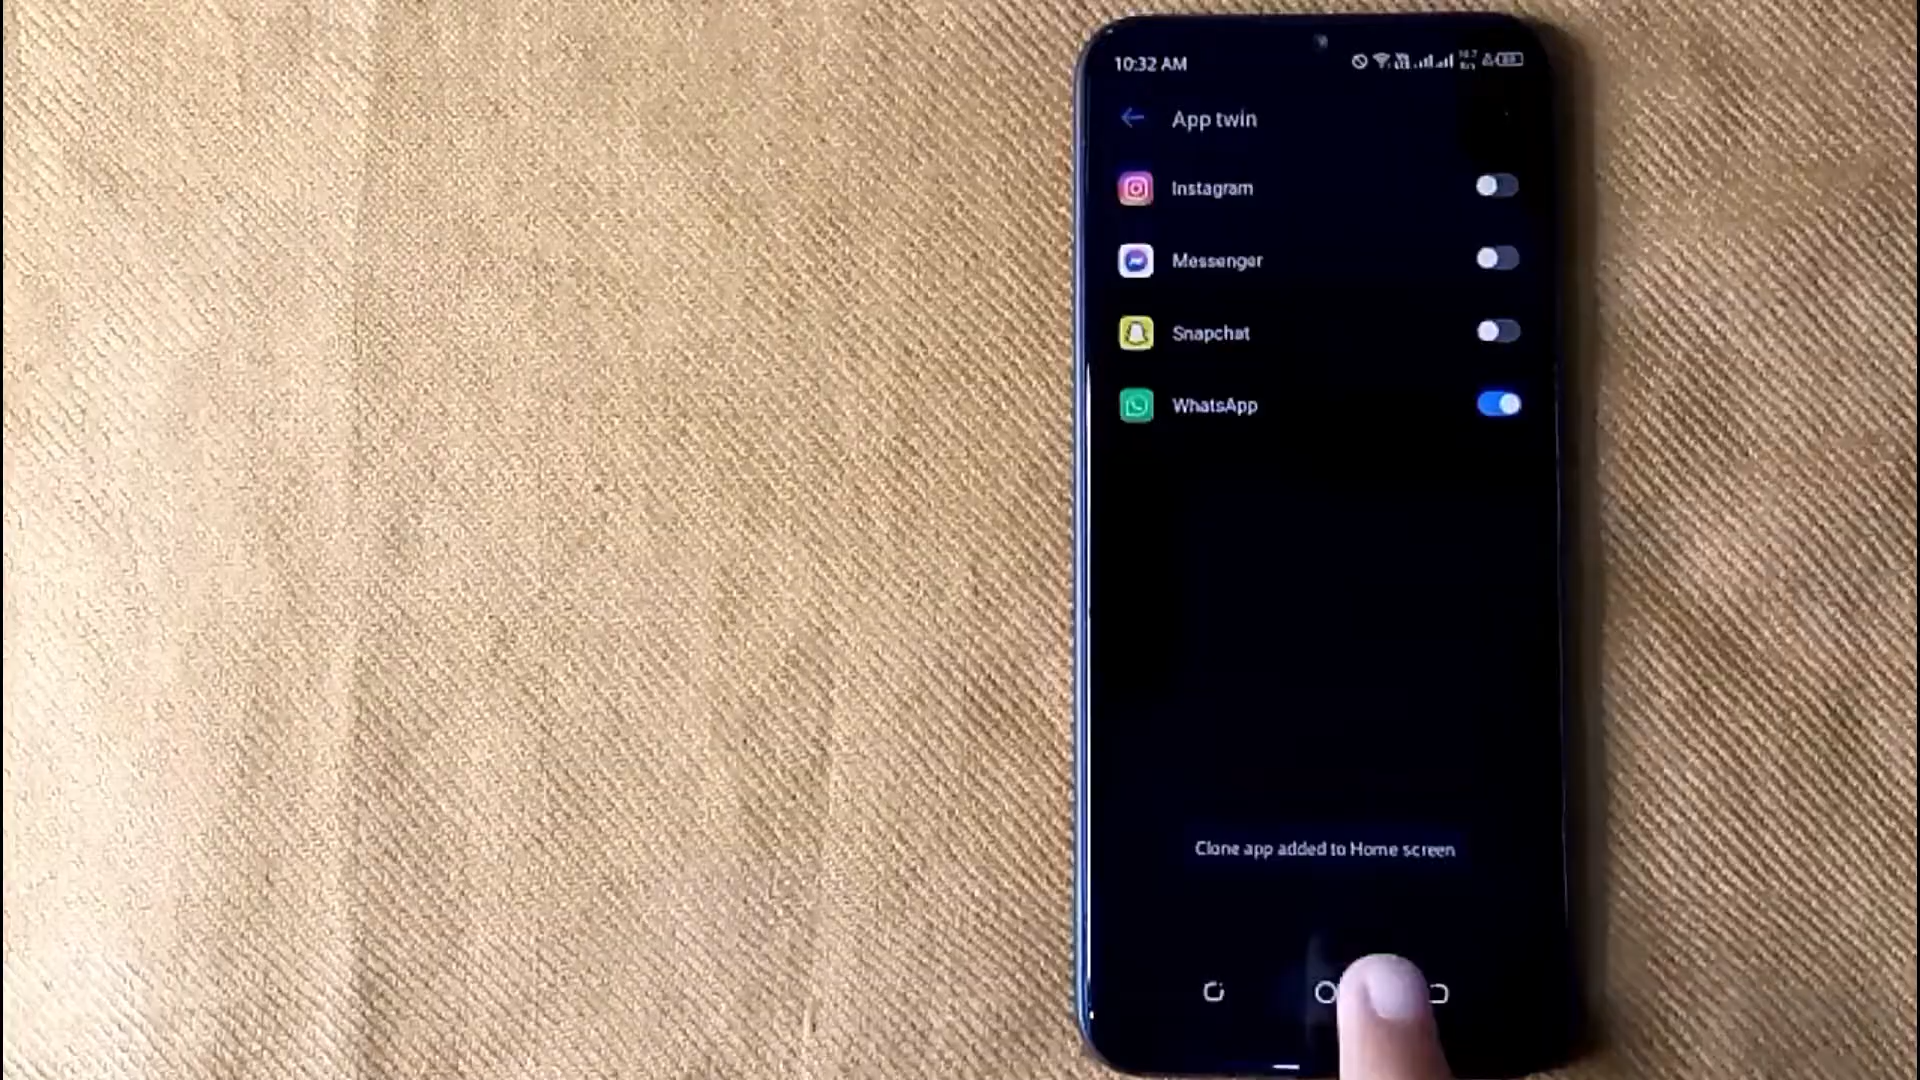 10:32 AM
App twin
Instagram
Messenger
Snapchat
WhatsApp
Clone app added to Home screen